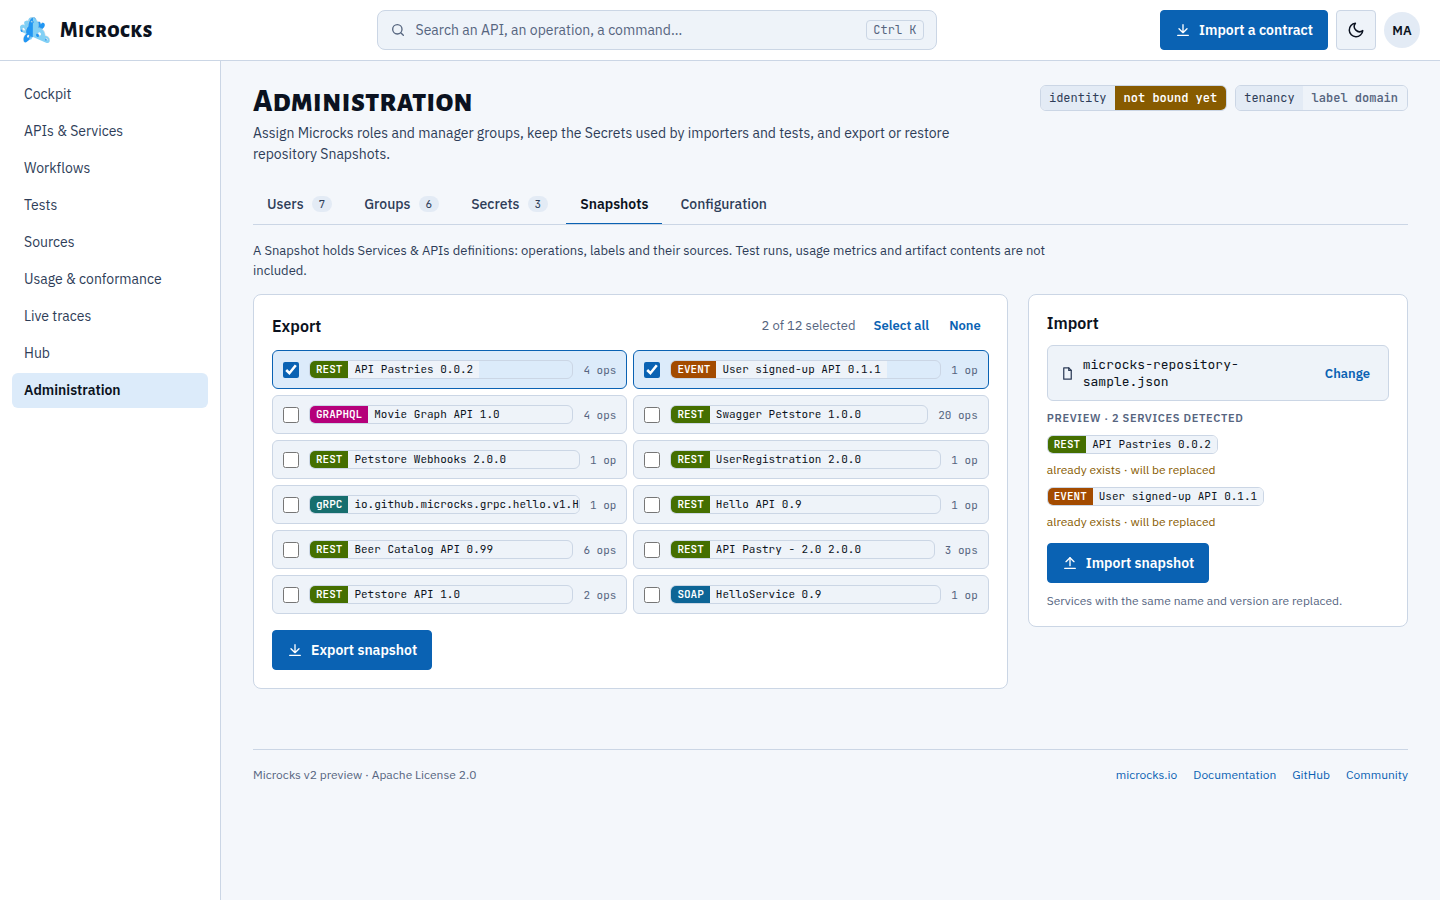 Microcks
Search an API, an operation, a command...
Ctrl K
Import a contract
MA
Cockpit
APIs & Services
Workflows
Tests
Sources
Usage & conformance
Live traces
Hub
Administration
Administration
identity not bound yet
tenancy label domain
Assign Microcks roles and manager groups, keep the Secrets used by importers and tests, and export or restore
repository Snapshots.
Users 7
Groups 6
Secrets 3
Snapshots
Configuration
A Snapshot holds Services & APIs definitions: operations, labels and their sources. Test runs, usage metrics and artifact contents are not
included.
Export
2 of 12 selected
Select all
None
REST API Pastries 0.0.2 4 ops
EVENT User signed-up API 0.1.1 1 op
GRAPHQL Movie Graph API 1.0 4 ops
REST Swagger Petstore 1.0.0 20 ops
REST Petstore Webhooks 2.0.0 1 op
REST UserRegistration 2.0.0 1 op
gRPC io.github.microcks.grpc.hello.v1.H 1 op
REST Hello API 0.9 1 op
REST Beer Catalog API 0.99 6 ops
REST API Pastry - 2.0 2.0.0 3 ops
REST Petstore API 1.0 2 ops
SOAP HelloService 0.9 1 op
Export snapshot
Import
microcks-repository-
sample.json
Change
PREVIEW · 2 SERVICES DETECTED
REST API Pastries 0.0.2
already exists · will be replaced
EVENT User signed-up API 0.1.1
already exists · will be replaced
Import snapshot
Services with the same name and version are replaced.
Microcks v2 preview · Apache License 2.0
microcks.io
Documentation
GitHub
Community